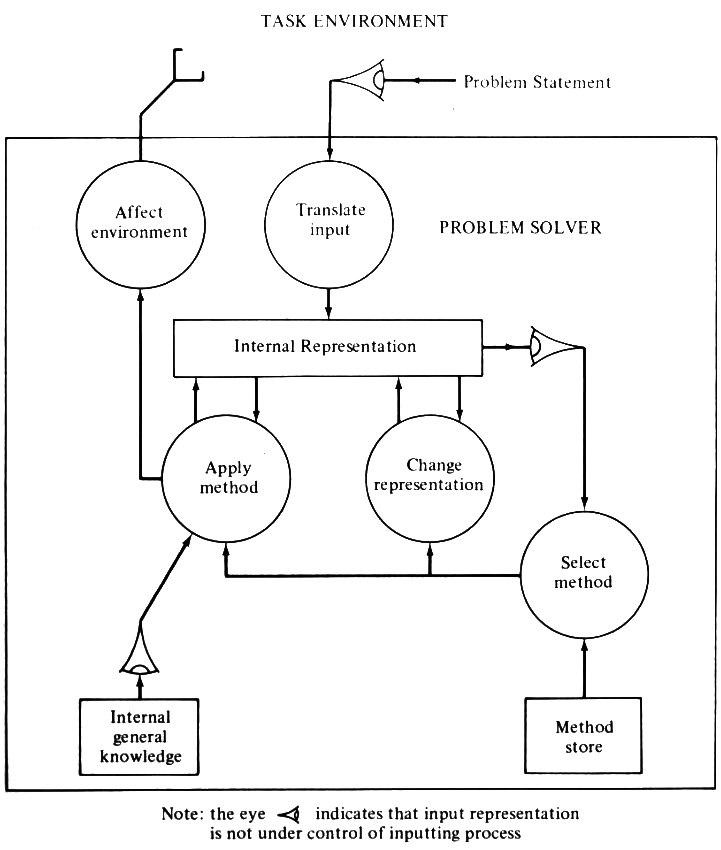 TASK ENVIRONMENT
Problem Statement
Affect
environment
Translate
input
PROBLEM SOLVER
Internal Representation
Apply
method
Change
representation
Select
method
Internal
general
knowledge
Method
store
Note: the eye indicates that input representation
is not under control of inputting process